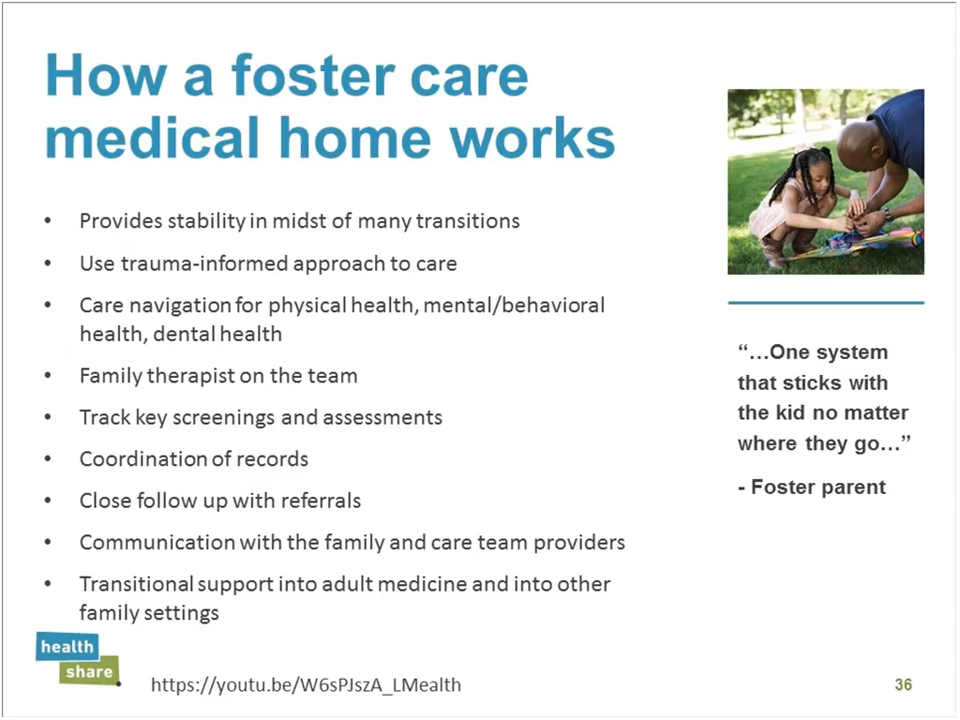 How a foster care
medical home works
• Provides stability in midst of many transitions
• Use trauma-informed approach to care
• Care navigation for physical health, mental/behavioral
health, dental health
• Family therapist on the team
• Track key screenings and assessments
• Coordination of records
• Close follow up with referrals
• Communication with the family and care team providers
• Transitional support into adult medicine and into other
family settings
“…One system
that sticks with
the kid no matter
where they go…”
- Foster parent
health
share
• https://youtu.be/W6sPJszA_LMealth
36